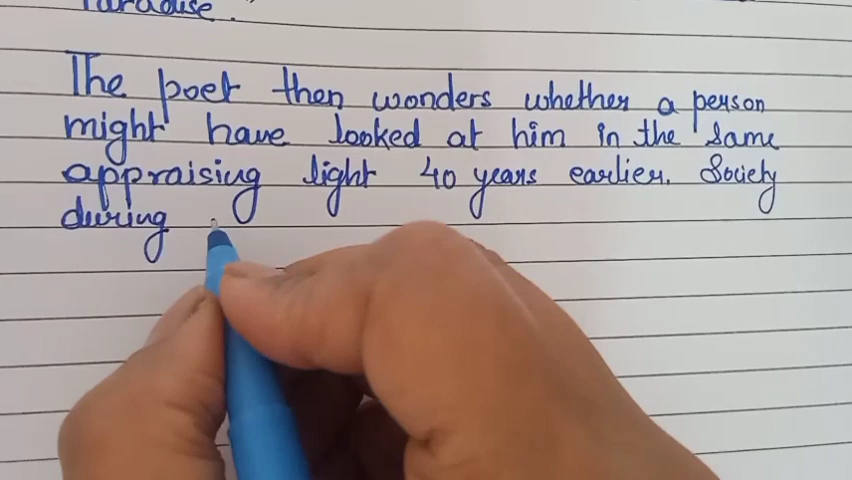 Paradise."
The poet then wonders whether a person
might have looked at him in the same
appraising light 40 years earlier. Society
during